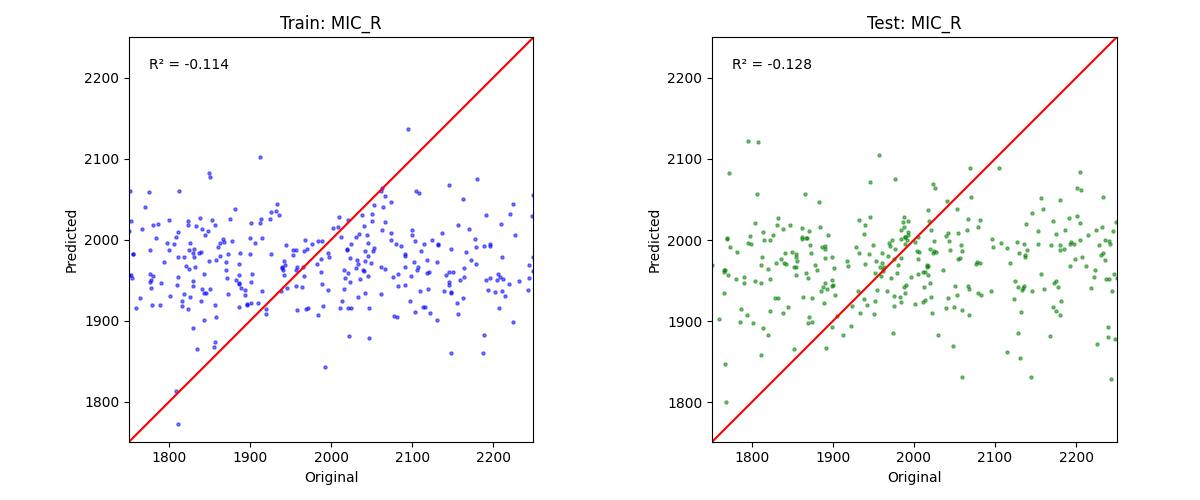 Train: MIC_R
R² = -0.114
2200
2100
2000
1900
1800
Predicted
1800 1900 2000 2100 2200
Original
Test: MIC_R
R² = -0.128
2200
2100
2000
1900
1800
Predicted
1800 1900 2000 2100 2200
Original